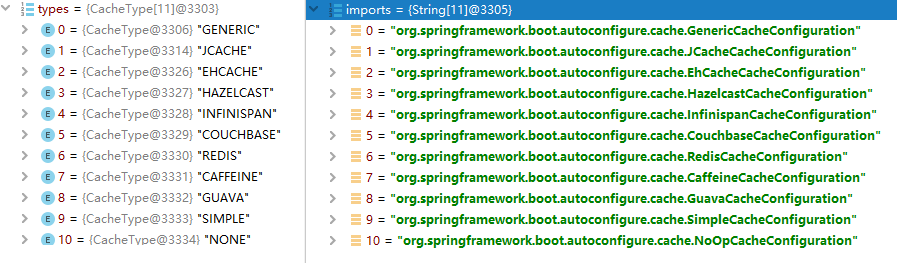 types = {CacheType[11]@3303}
0 = {CacheType@3306} "GENERIC"
1 = {CacheType@3314} "JCACHE"
2 = {CacheType@3326} "EHCACHE"
3 = {CacheType@3327} "HAZELCAST"
4 = {CacheType@3328} "INFINISPAN"
5 = {CacheType@3329} "COUCHBASE"
6 = {CacheType@3330} "REDIS"
7 = {CacheType@3331} "CAFFEINE"
8 = {CacheType@3332} "GUAVA"
9 = {CacheType@3333} "SIMPLE"
10 = {CacheType@3334} "NONE"
imports = {String[11]@3305}
0 = "org.springframework.boot.autoconfigure.cache.GenericCacheConfiguration"
1 = "org.springframework.boot.autoconfigure.cache.JCacheCacheConfiguration"
2 = "org.springframework.boot.autoconfigure.cache.EhCacheCacheConfiguration"
3 = "org.springframework.boot.autoconfigure.cache.HazelcastCacheConfiguration"
4 = "org.springframework.boot.autoconfigure.cache.InfinispanCacheConfiguration"
5 = "org.springframework.boot.autoconfigure.cache.CouchbaseCacheConfiguration"
6 = "org.springframework.boot.autoconfigure.cache.RedisCacheConfiguration"
7 = "org.springframework.boot.autoconfigure.cache.CaffeineCacheConfiguration"
8 = "org.springframework.boot.autoconfigure.cache.GuavaCacheConfiguration"
9 = "org.springframework.boot.autoconfigure.cache.SimpleCacheConfiguration"
10 = "org.springframework.boot.autoconfigure.cache.NoOpCacheConfiguration"